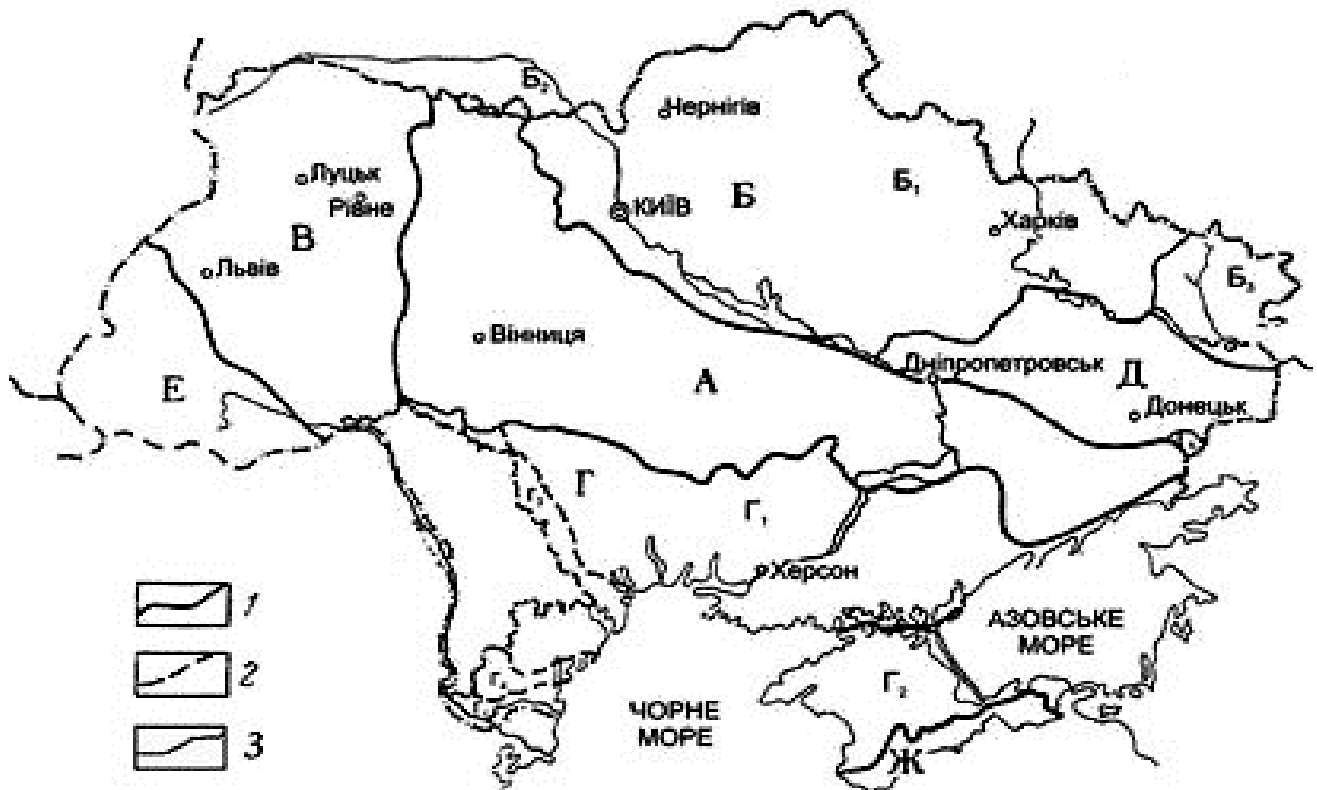 Б₂
Чернігів
Луцьк
Рівне
В
КИЇВ
Б
Б₁
Харків
Львів
Б₃
Вінниця
А
Дніпропетровськ
Д
Донецьк
Е
Г
Г₁
Херсон
1
2
3
АЗОВСЬКЕ
МОРЕ
ЧОРНЕ
МОРЕ
Г₂
Ж